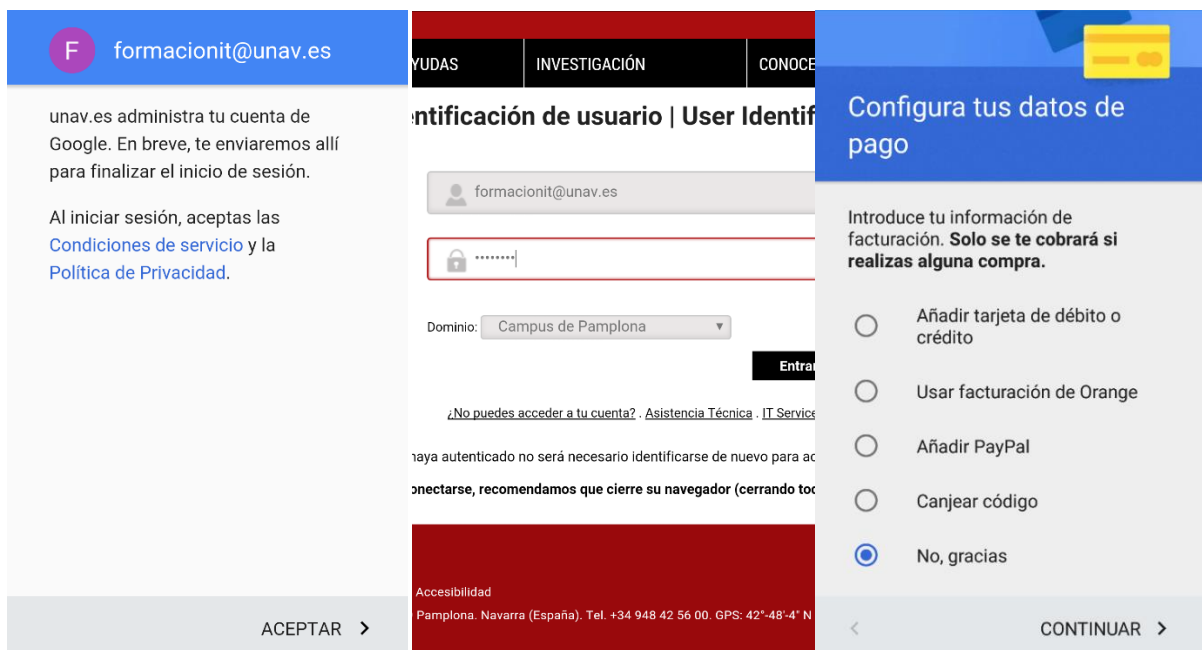 F
formacionit@unav.es
unav.es administra tu cuenta de
Google. En breve, te enviaremos allí
para finalizar el inicio de sesión.
Al iniciar sesión, aceptas las
Condiciones de servicio y la
Política de Privacidad.
ACEPTAR
YUDAS
INVESTIGACIÓN
CONOCE
entificación de usuario | User Identif
formacionit@unav.es
Dominio:
Campus de Pamplona
Entrar
¿No puedes acceder a tu cuenta? . Asistencia Técnica . IT Service
haya autenticado no será necesario identificarse de nuevo para ac
onectarse, recomendamos que cierre su navegador (cerrando toc
Accesibilidad
Pamplona. Navarra (España). Tel. +34 948 42 56 00. GPS: 42°-48'-4" N
Configura tus datos de
pago
Introduce tu información de
facturación. Solo se te cobrará si
realizas alguna compra.
Añadir tarjeta de débito o
crédito
Usar facturación de Orange
Añadir PayPal
Canjear código
No, gracias
CONTINUAR